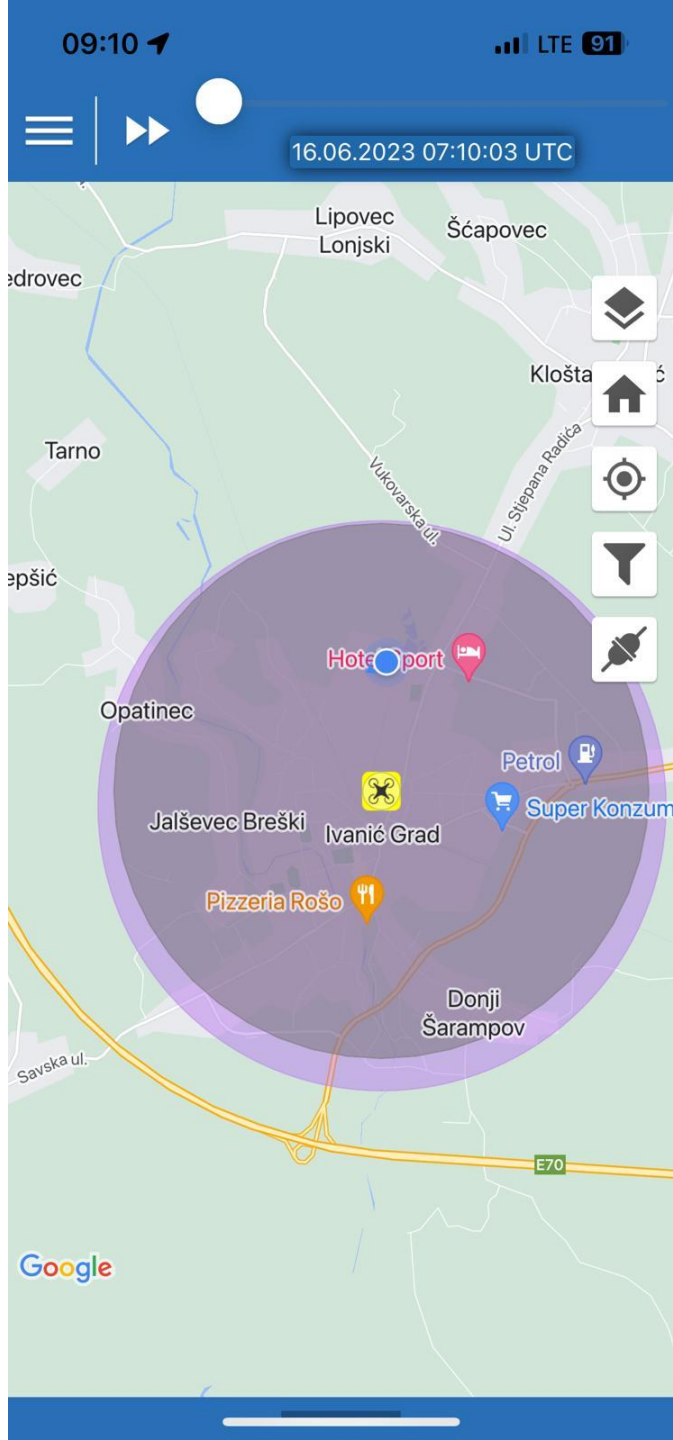 09:10
LTE 91
16.06.2023 07:10:03 UTC
Lipovec
Lonjski
Šćapovec
edrovec
Klošta
ć
Tarno
Vukovarska ul.
Ul. Stjepana Radića
epšić
Hote
port
Opatinec
Petrol
Super Konzum
Jalševec Breški
Ivanić Grad
Pizzeria Rošo
Donji
Šarampov
Savska ul.
E70
Google